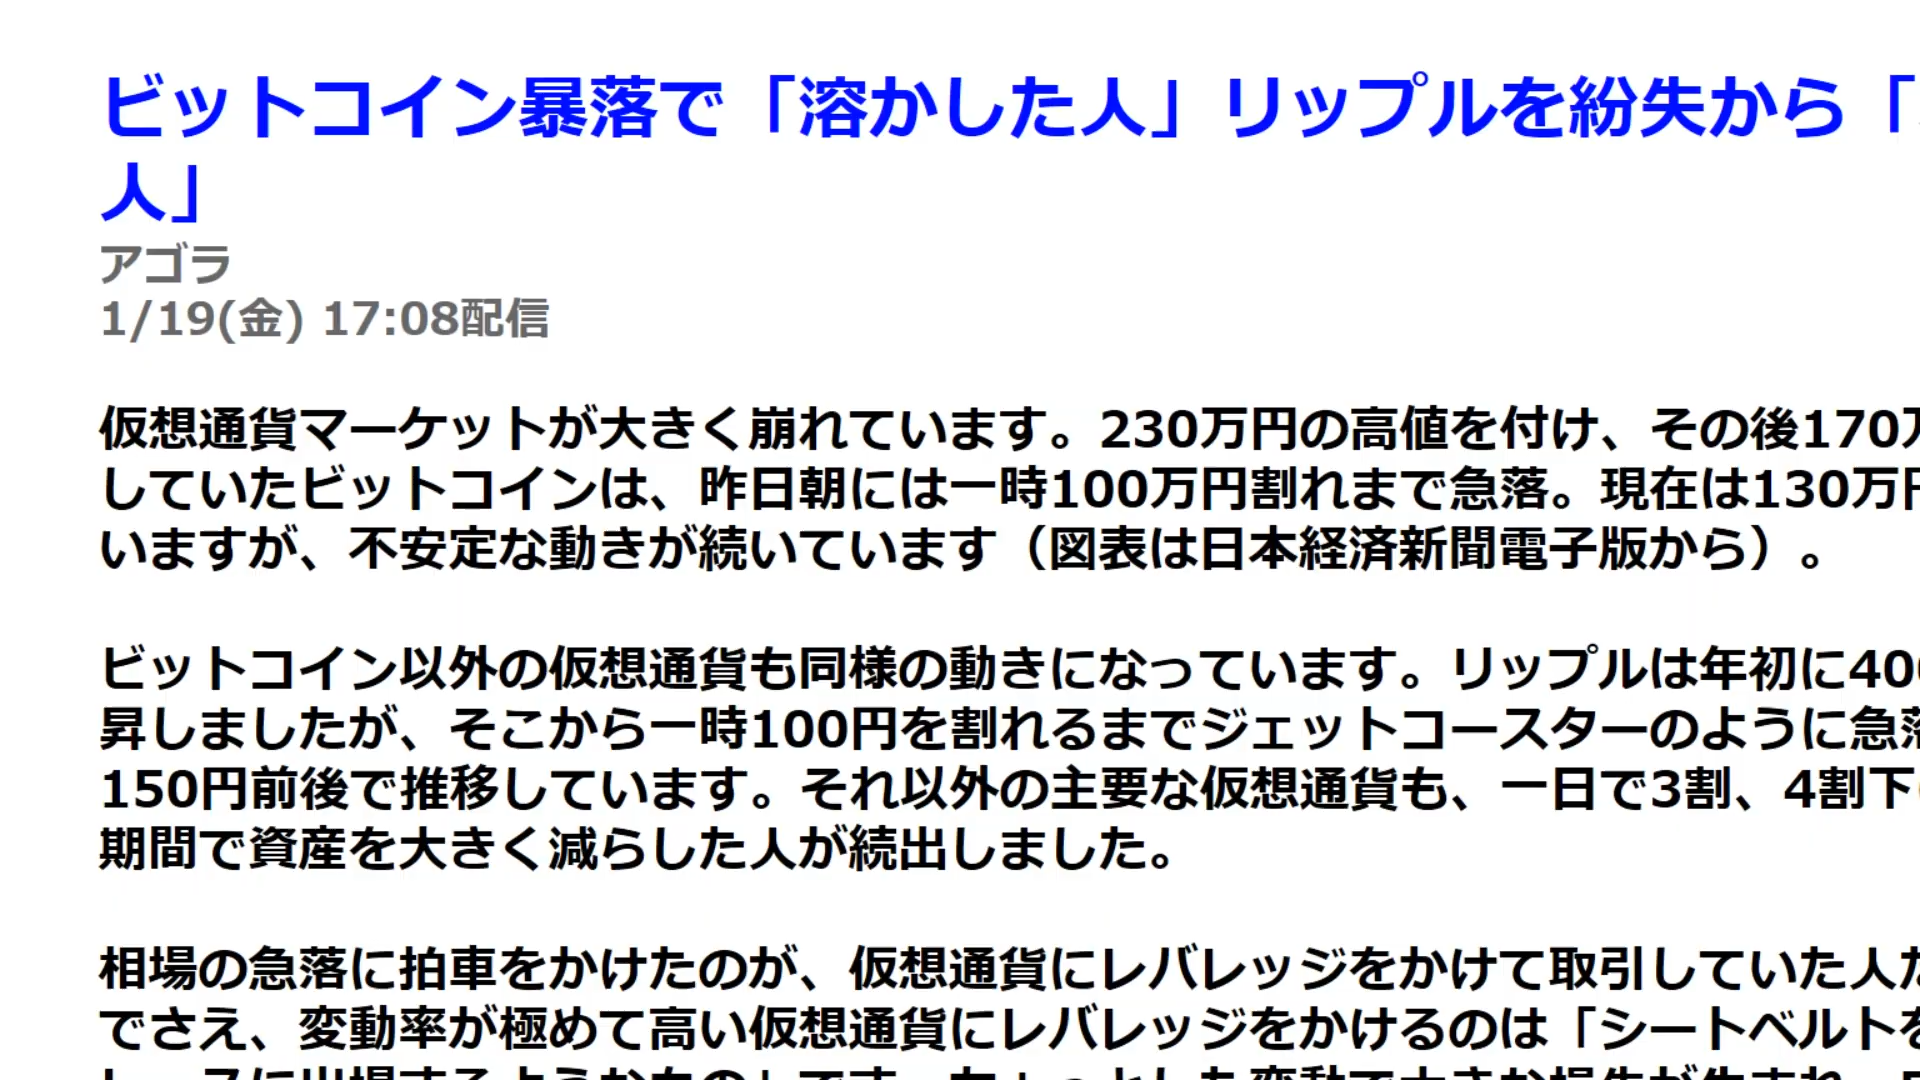 ビットコイン暴落で「溶かした人」リップルを紛失から「
人」
アゴラ
1/19(金) 17:08配信
仮想通貨マーケットが大きく崩れています。230万円の高値を付け、その後170万
していたビットコインは、昨日朝には一時100万円割れまで急落。現在は130万円
いますが、不安定な動きが続いています（図表は日本経済新聞電子版から）。
ビットコイン以外の仮想通貨も同様の動きになっています。リップルは年初に400
昇しましたが、そこから一時100円を割れるまでジェットコースターのように急落
150円前後で推移しています。それ以外の主要な仮想通貨も、一日で3割、4割下
期間で資産を大きく減らした人が続出しました。
相場の急落に拍車をかけたのが、仮想通貨にレバレッジをかけて取引していた人た
でさえ、変動率が極めて高い仮想通貨にレバレッジをかけるのは「シートベルトを